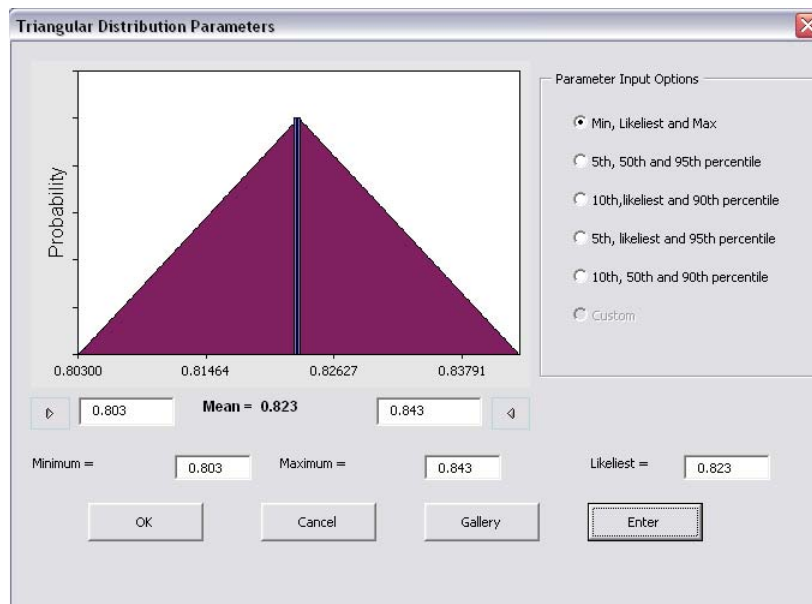 Triangular Distribution Parameters
Probability
0.80300 0.81464 0.82627 0.83791
0.803 Mean = 0.823 0.843
Parameter Input Options
Min, Likeliest and Max
5th, 50th and 95th percentile
10th,likeliest and 90th percentile
5th, likeliest and 95th percentile
10th, 50th and 90th percentile
Custom
Minimum = 0.803 Maximum = 0.843 Likeliest = 0.823
OK Cancel Gallery Enter